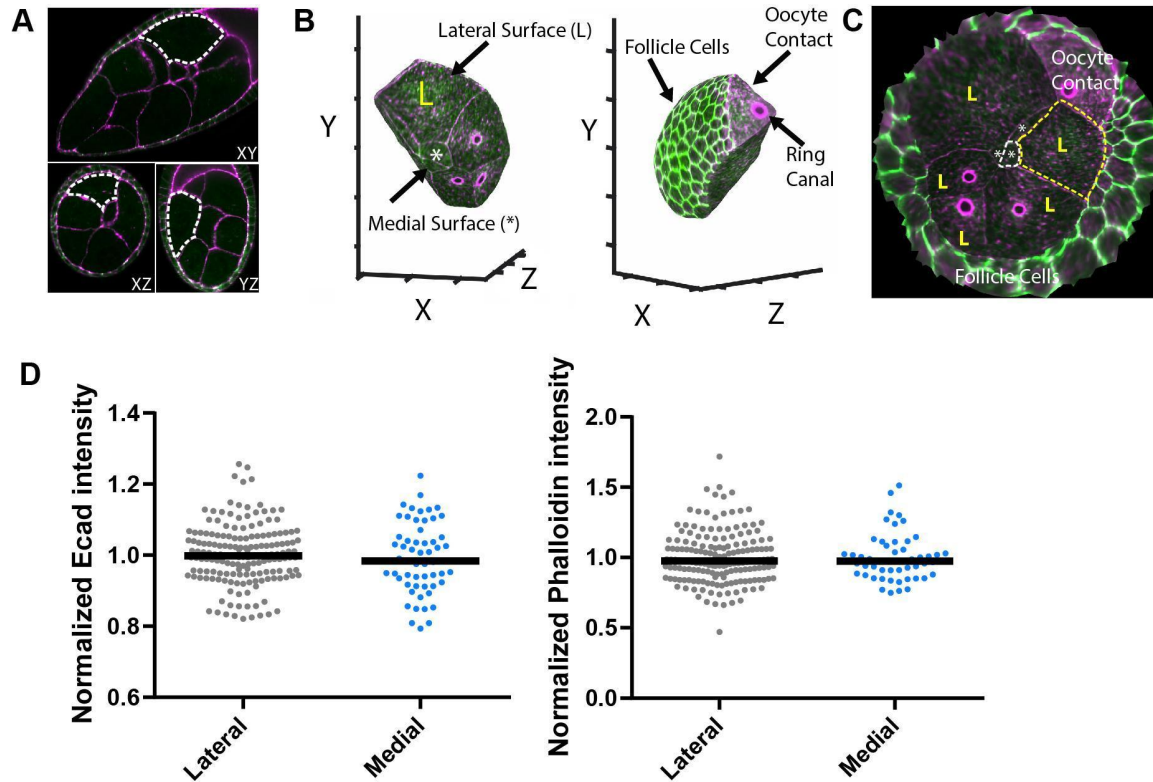 A
XY
XZ
YZ
B
Lateral Surface (L)
L
Y
*
Medial Surface (*)
X
Z
Follicle Cells
Oocyte
Contact
Y
Ring
Canal
X
Z
C
Oocyte
Contact
L
*
L
* *
L
L
L
Follicle Cells
D
Normalized Ecad intensity
1.4
1.2
1.0
0.8
0.6
Lateral
Medial
Normalized Phalloidin intensity
2.0
1.5
1.0
0.5
0.0
Lateral
Medial